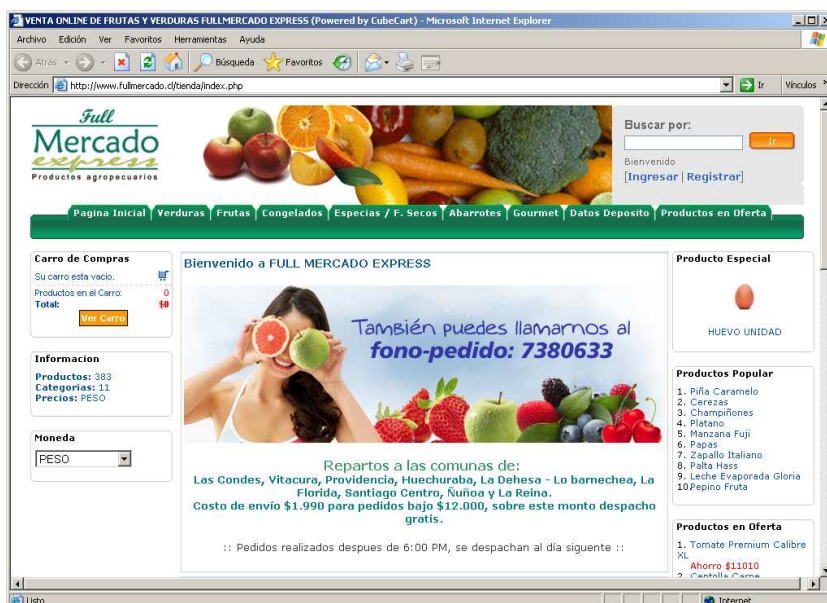 VENTA ONLINE DE FRUTAS Y VERDURAS FULLMERCADO EXPRESS (Powered by CubeCart) - Microsoft Internet Explorer
Archivo Edición Ver Favoritos Herramientas Ayuda
Atrás Búsqueda Favoritos
Dirección http://www.fullmercado.cl/tienda/index.php Ir Vínculos »
Full
Mercado
express
Productos agropecuarios
Buscar por:
Ir
Bienvenido
[Ingresar | Registrar]
Pagina Inicial Verduras Frutas Congelados Especias / F. Secos Abarrotes Gourmet Datos Deposito Productos en Oferta
Carro de Compras
Su carro esta vacio.
Productos en el Carro: 0
Total: $0
Ver Carro
Informacion
Productos: 383
Categorias: 11
Precios: PESO
Moneda
PESO
Bienvenido a FULL MERCADO EXPRESS
También puedes llamarnos al
fono-pedido: 7380633
Repartos a las comunas de:
Las Condes, Vitacura, Providencia, Huechuraba, La Dehesa - Lo barnechea, La
Florida, Santiago Centro, Ñuñoa y La Reina.
Costo de envío $1.990 para pedidos bajo $12.000, sobre este monto despacho
gratis.
:: Pedidos realizados despues de 6:00 PM, se despachan al día siguente ::
Producto Especial
HUEVO UNIDAD
Productos Popular
1. Piña Caramelo
2. Cerezas
3. Champiñones
4. Platano
5. Manzana Fuji
6. Papas
7. Zapallo Italiano
8. Palta Hass
9. Leche Evaporada Gloria
10. Pepino Fruta
Productos en Oferta
1. Tomate Premium Calibre
XL
Ahorro $11010
2. Centolla Carne
Listo Internet